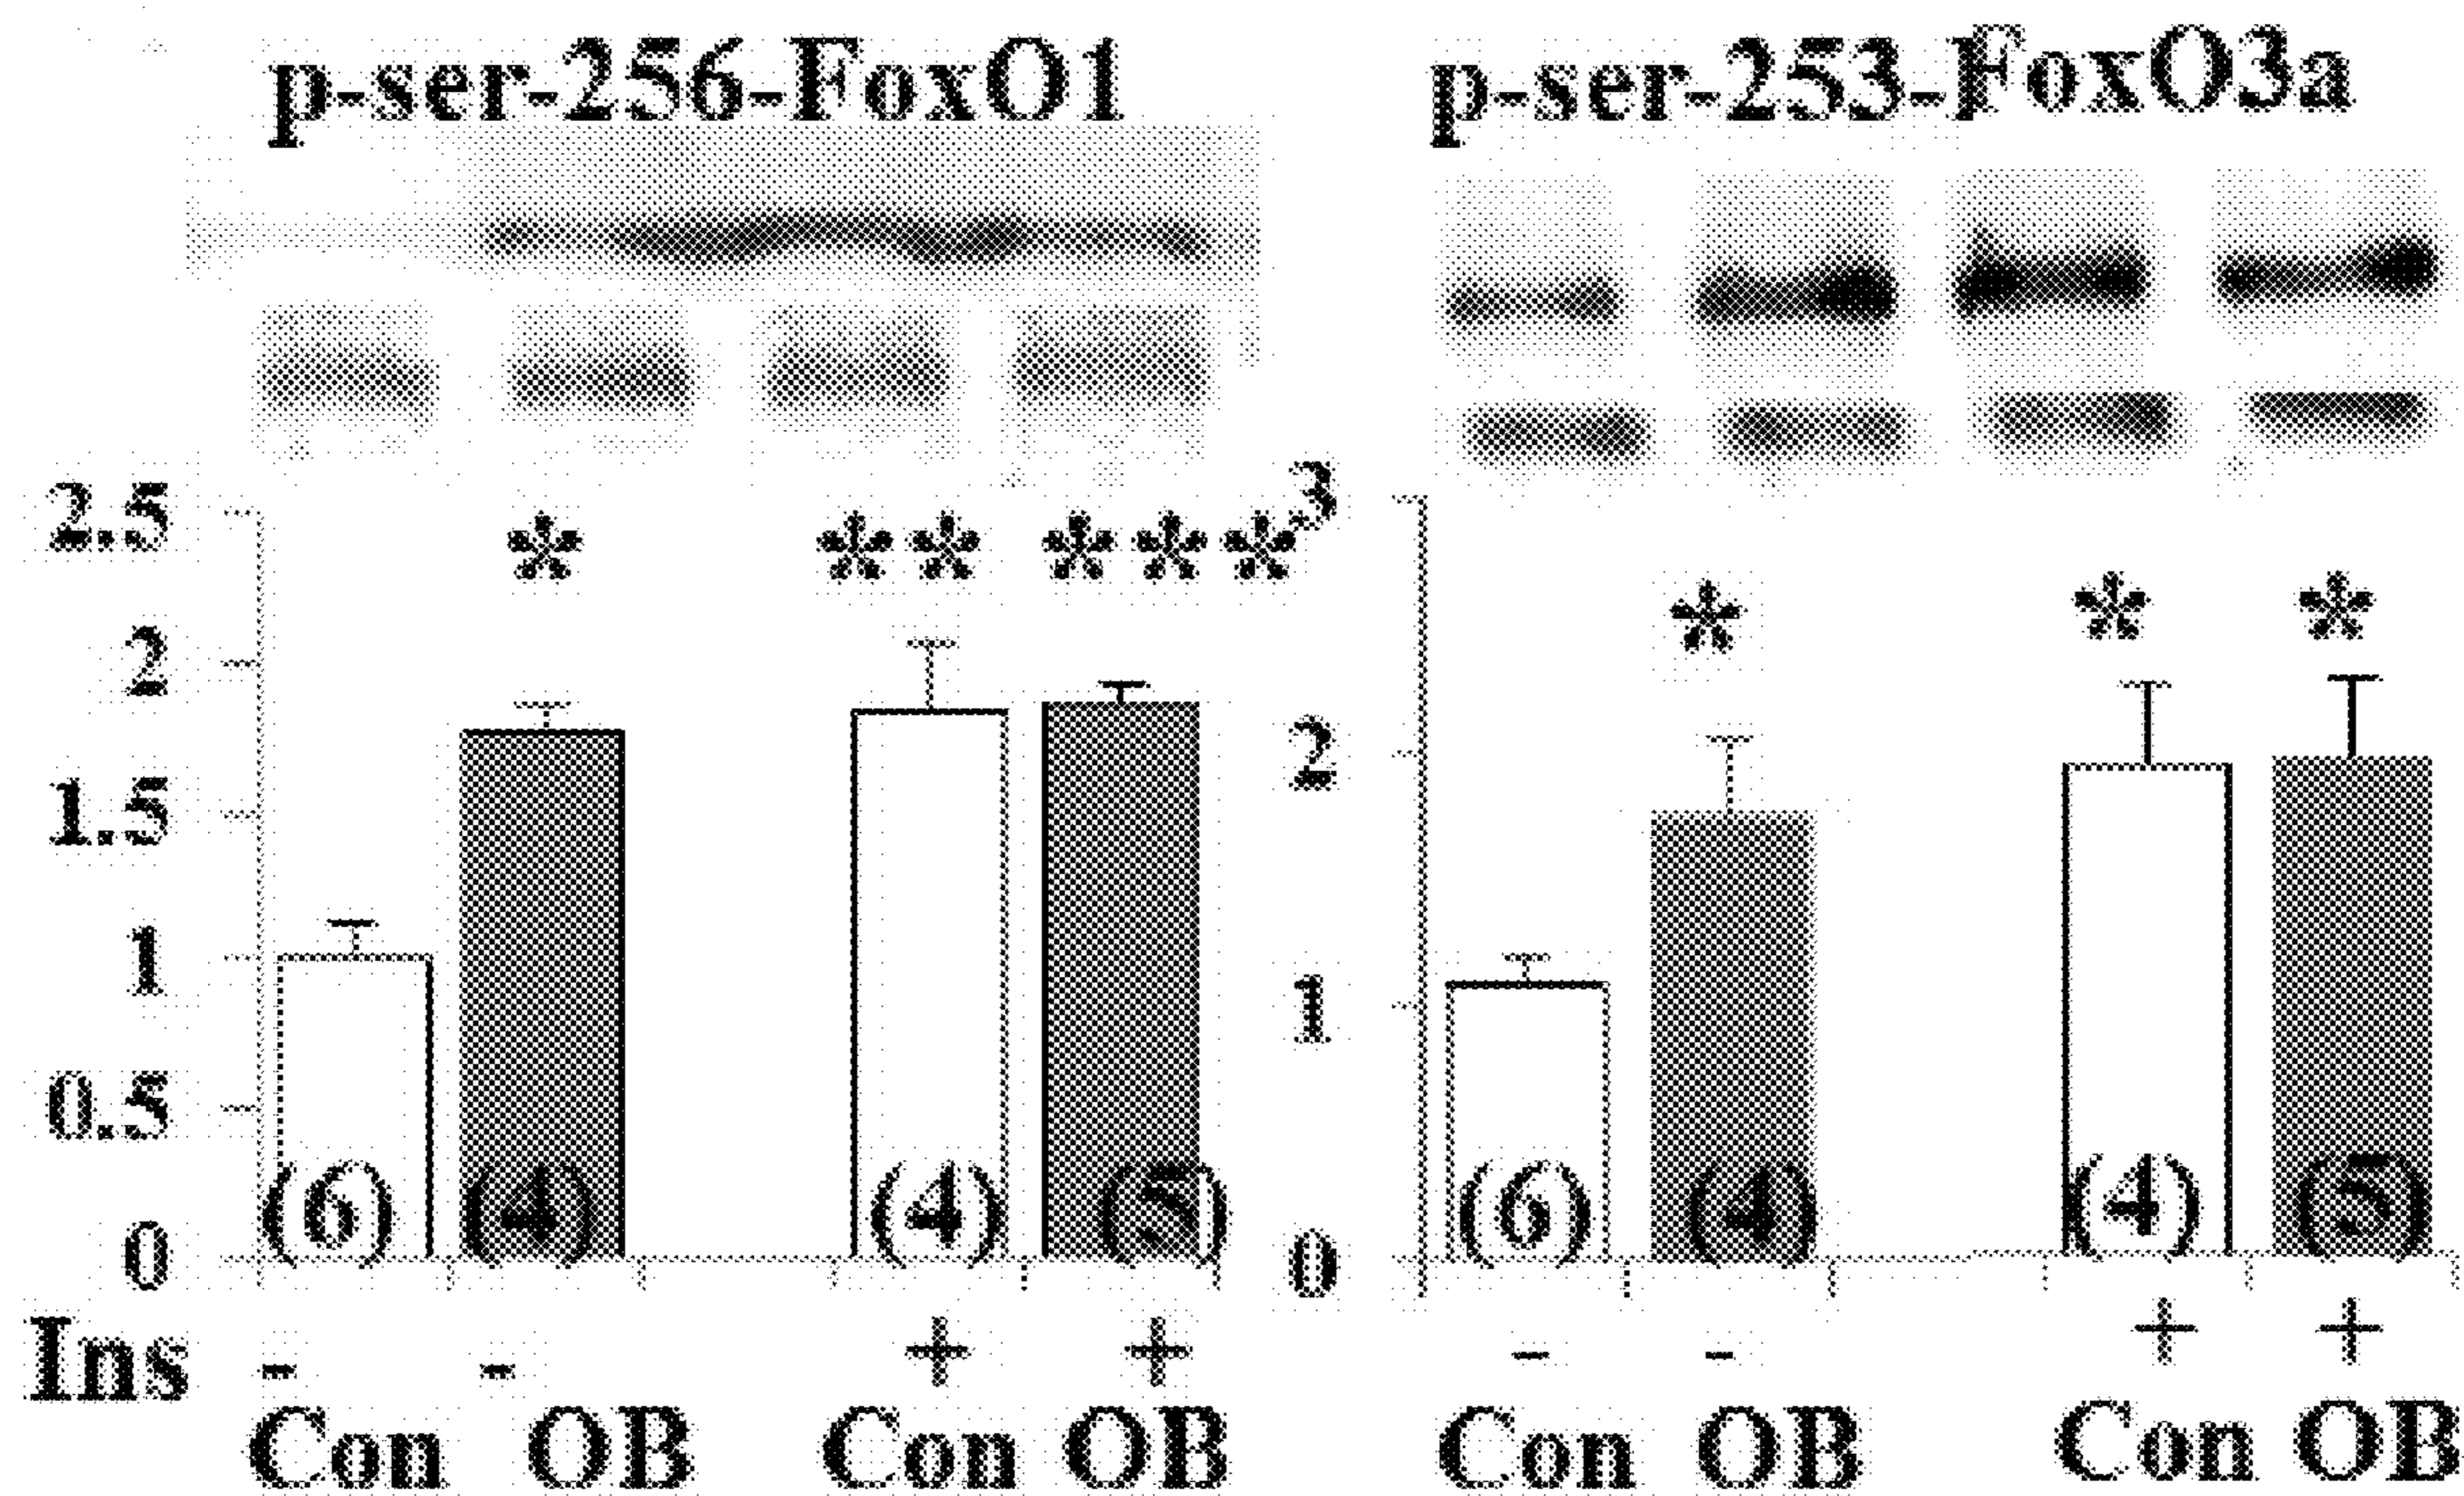 p-ser-256-FoxO1
p-ser-253-FoxO3a
2.5
2
1.5
1
0.5
0
* ** ***
(6) (4) (4) (5)
Ins - - + +
Con OB Con OB
3
2
1
0
* * *
(6) (4) (4) (5)
- - + +
Con OB Con OB